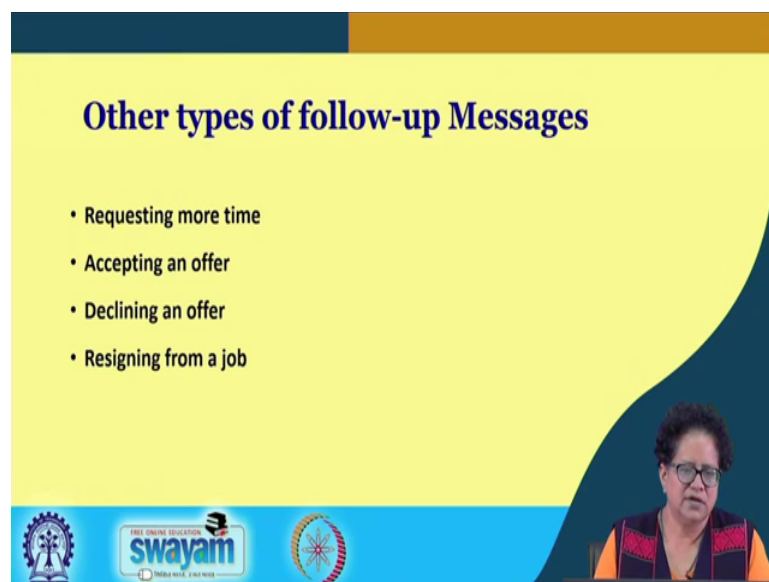 Other types of follow-up Messages
• Requesting more time
• Accepting an offer
• Declining an offer
• Resigning from a job
FREE ONLINE EDUCATION
swayam